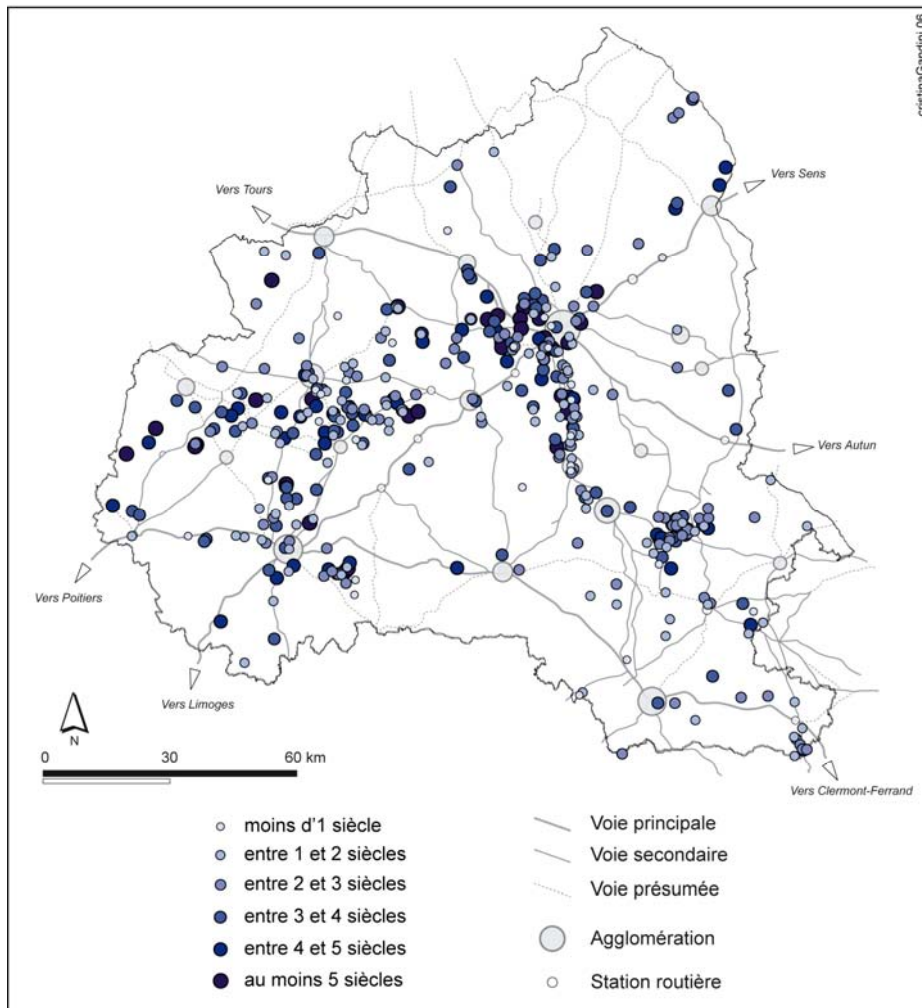 cristinaGandini 06
Vers Tours
Vers Sens
Vers Autun
Vers Poitiers
Vers Limoges
Vers Clermont-Ferrand
N
0 30 60 km
moins d'1 siècle
entre 1 et 2 siècles
entre 2 et 3 siècles
entre 3 et 4 siècles
entre 4 et 5 siècles
au moins 5 siècles
Voie principale
Voie secondaire
Voie présumée
Agglomération
Station routière